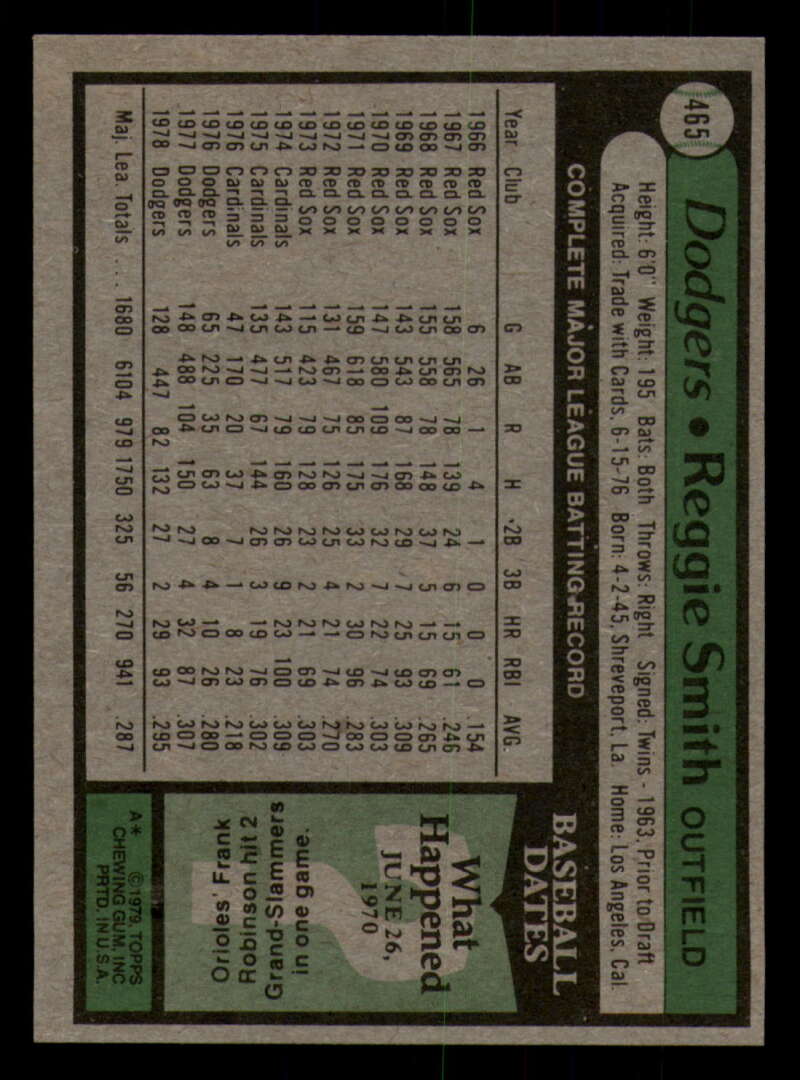 465
Dodgers • Reggie Smith OUTFIELD
Height: 6'0" Weight: 195 Bats: Both Throws: Right Signed: Twins - 1963, Prior to Draft
Acquired: Trade with Cards, 6-15-76 Born: 4-2-45, Shreveport, La Home: Los Angeles, Cal.
COMPLETE MAJOR LEAGUE BATTING RECORD
Year Club G AB R H 2B 3B HR RBI AVG.
1966 Red Sox 6 26 1 4 1 0 0 0 .154
1967 Red Sox 158 565 78 139 24 6 15 61 .246
1968 Red Sox 155 558 78 148 37 5 15 69 .265
1969 Red Sox 143 543 87 168 29 7 25 93 .309
1970 Red Sox 147 580 109 176 32 7 22 74 .303
1971 Red Sox 159 618 85 175 33 2 30 96 .283
1972 Red Sox 131 467 75 126 25 4 21 74 .270
1973 Red Sox 115 423 79 128 23 2 21 69 .303
1974 Cardinals 143 517 79 160 26 9 23 100 .309
1975 Cardinals 135 477 67 144 26 3 19 76 .302
1976 Cardinals 47 170 20 37 7 1 8 23 .218
1976 Dodgers 65 225 35 63 8 4 10 26 .280
1977 Dodgers 148 488 104 150 27 4 32 87 .307
1978 Dodgers 128 447 82 132 27 2 29 93 .295
Maj. Lea. Totals . . . . 1680 6104 979 1750 325 56 270 941 .287
BASEBALL
DATES
What
Happened
JUNE 26,
1970
Orioles' Frank
Robinson hit 2
Grand-Slammers
in one game.
A* ©1979, TOPPS
CHEWING GUM, INC
PRTD. IN U.S.A.